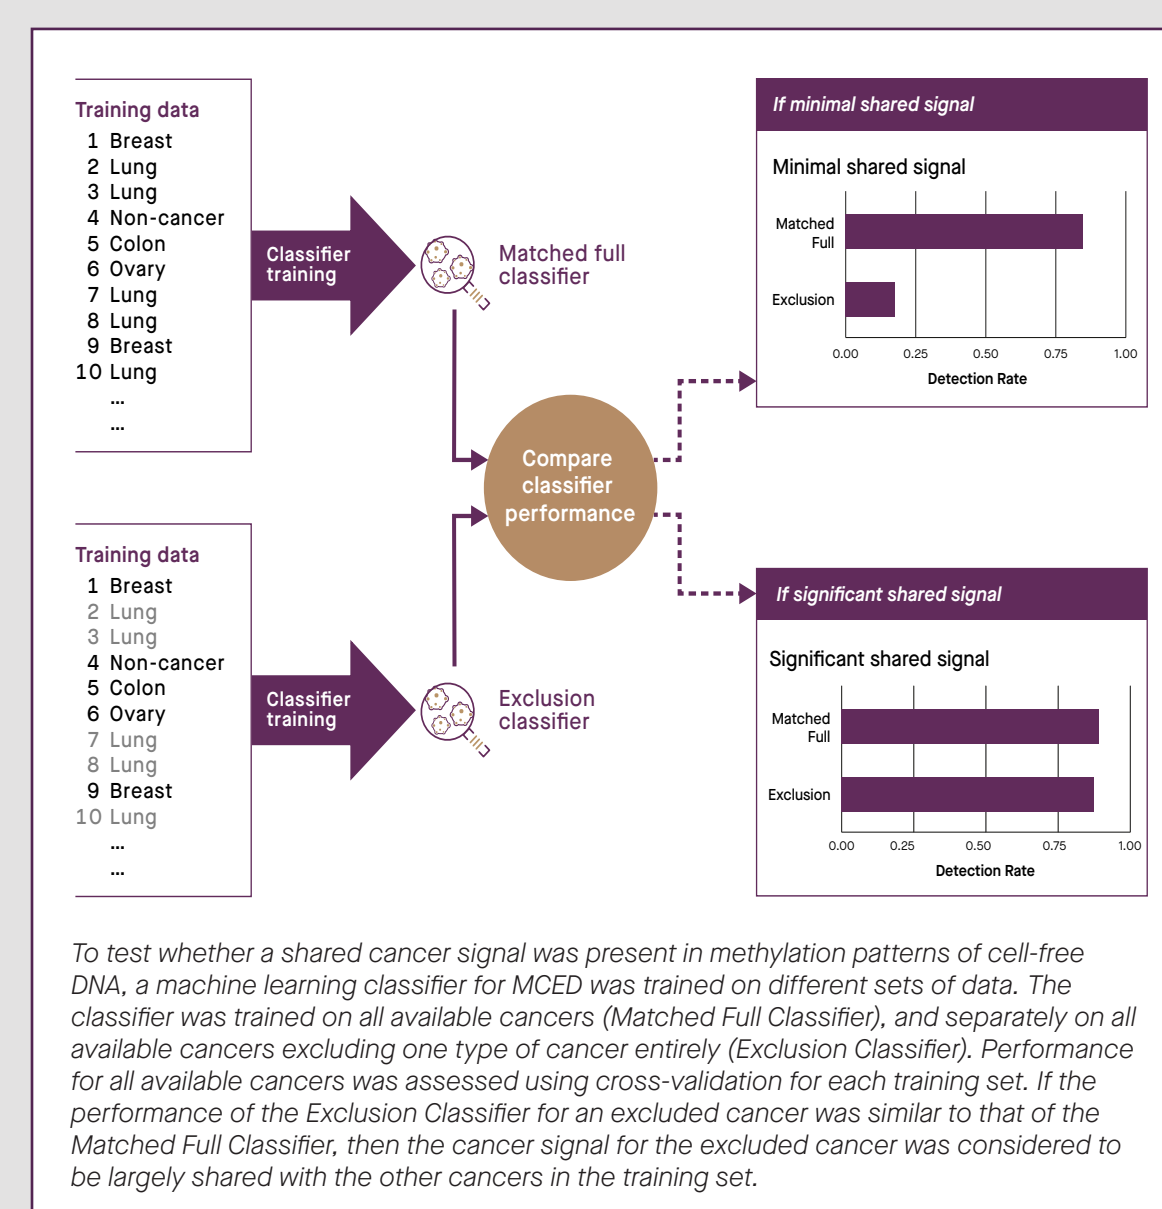 Training data
1 Breast
2 Lung
3 Lung
4 Non-cancer
5 Colon
6 Ovary
7 Lung
8 Lung
9 Breast
10 Lung
...
...
Classifier
training
Matched full
classifier
If minimal shared signal
Minimal shared signal
Matched
Full
Exclusion
0.00 0.25 0.50 0.75 1.00
Detection Rate
Compare
classifier
performance
Training data
1 Breast
2 Lung
3 Lung
4 Non-cancer
5 Colon
6 Ovary
7 Lung
8 Lung
9 Breast
10 Lung
...
...
Classifier
training
Exclusion
classifier
If significant shared signal
Significant shared signal
Matched
Full
Exclusion
0.00 0.25 0.50 0.75 1.00
Detection Rate
To test whether a shared cancer signal was present in methylation patterns of cell-free
DNA, a machine learning classifier for MCED was trained on different sets of data. The
classifier was trained on all available cancers (Matched Full Classifier), and separately on all
available cancers excluding one type of cancer entirely (Exclusion Classifier). Performance
for all available cancers was assessed using cross-validation for each training set. If the
performance of the Exclusion Classifier for an excluded cancer was similar to that of the
Matched Full Classifier, then the cancer signal for the excluded cancer was considered to
be largely shared with the other cancers in the training set.